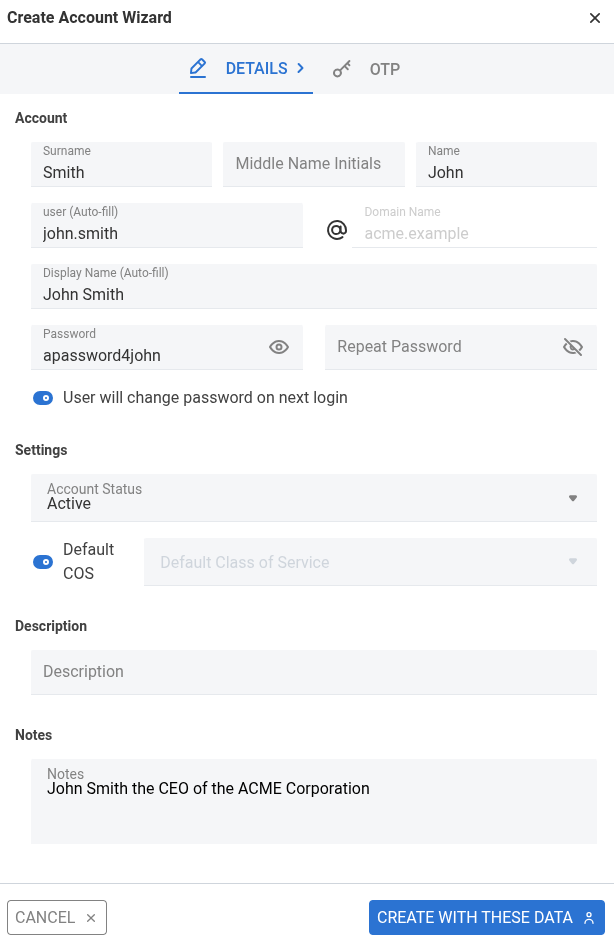 Create Account Wizard
DETAILS
OTP
Account
Surname
Smith
Middle Name Initials
Name
John
user (Auto-fill)
john.smith
@
Domain Name
acme.example
Display Name (Auto-fill)
John Smith
Password
apassword4john
Repeat Password
User will change password on next login
Settings
Account Status
Active
Default
COS
Default Class of Service
Description
Description
Notes
Notes
John Smith the CEO of the ACME Corporation
CANCEL
CREATE WITH THESE DATA